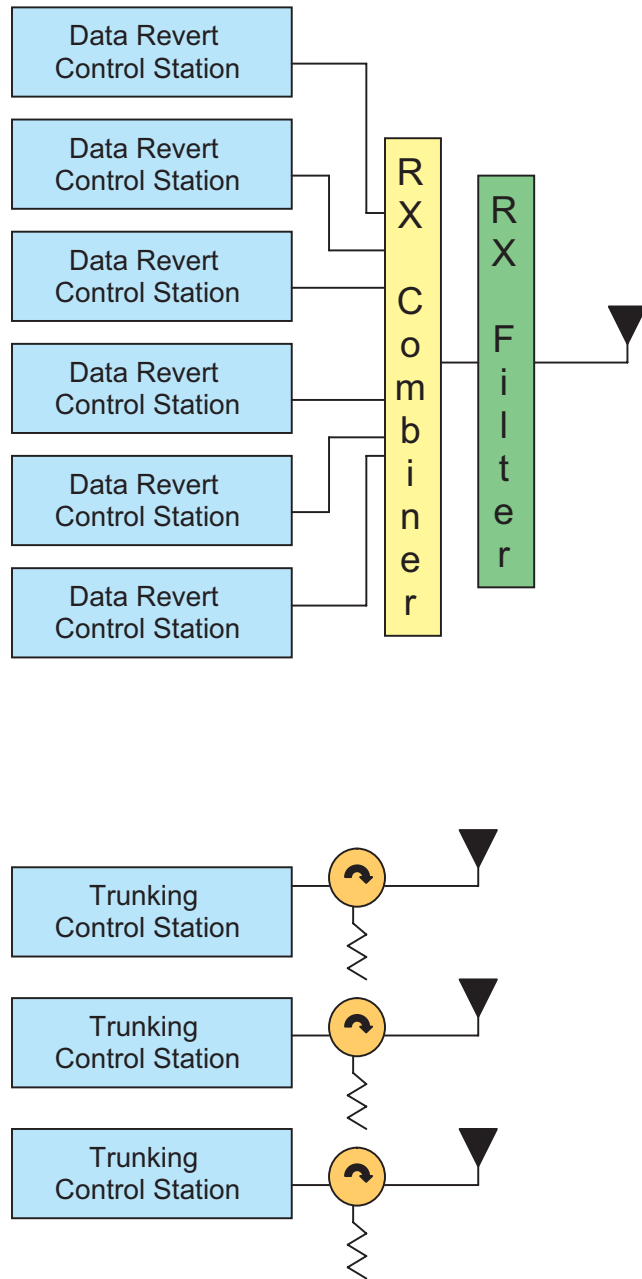 Data Revert
Control Station
Data Revert
Control Station
Data Revert
Control Station
Data Revert
Control Station
Data Revert
Control Station
Data Revert
Control Station
RX Combiner
RX Filter
Trunking
Control Station
Trunking
Control Station
Trunking
Control Station